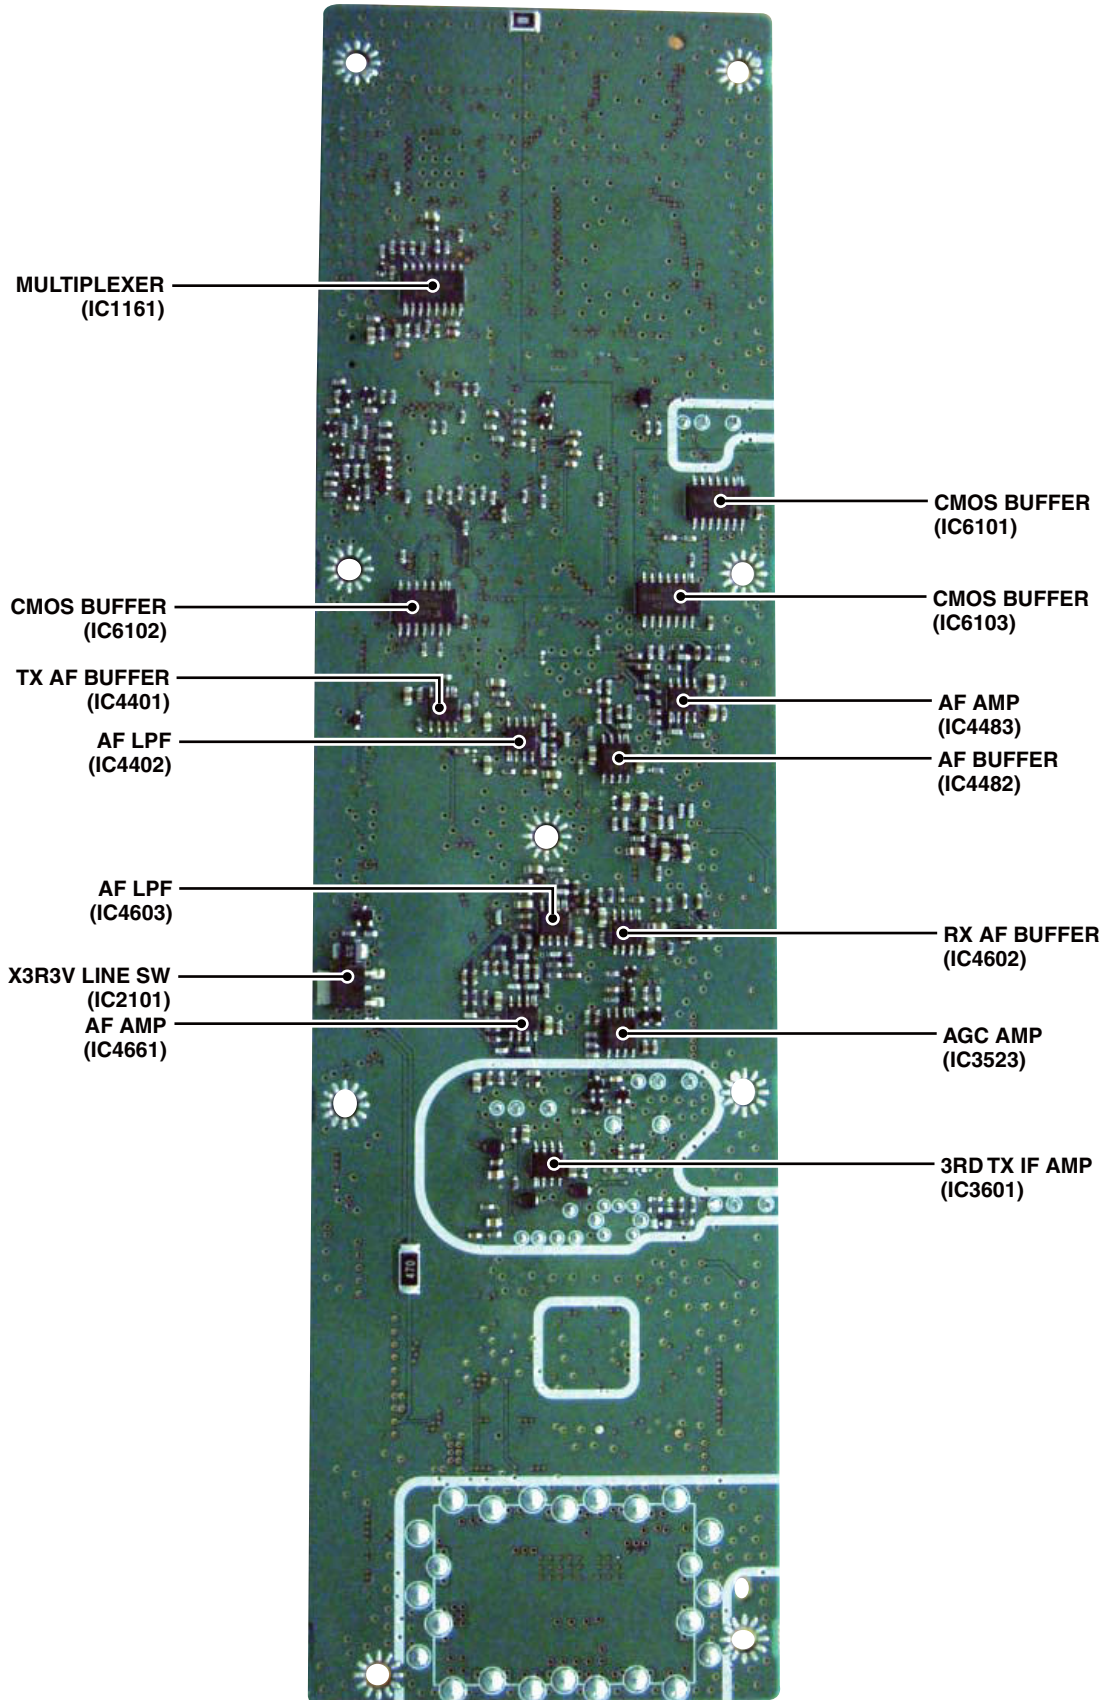 MULTIPLEXER
(IC1161)
CMOS BUFFER
(IC6101)
CMOS BUFFER
(IC6102)
CMOS BUFFER
(IC6103)
TX AF BUFFER
(IC4401)
AF AMP
(IC4483)
AF LPF
(IC4402)
AF BUFFER
(IC4482)
AF LPF
(IC4603)
RX AF BUFFER
(IC4602)
X3R3V LINE SW
(IC2101)
AF AMP
(IC4661)
AGC AMP
(IC3523)
3RD TX IF AMP
(IC3601)
470